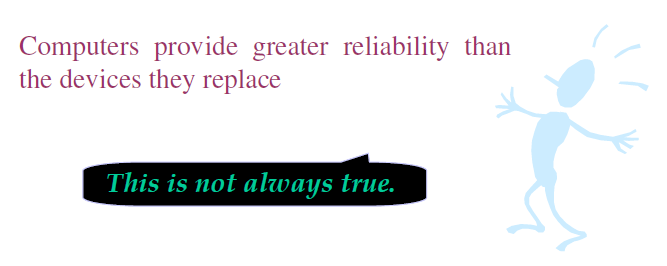 Computers provide greater reliability than
the devices they replace
This is not always true.